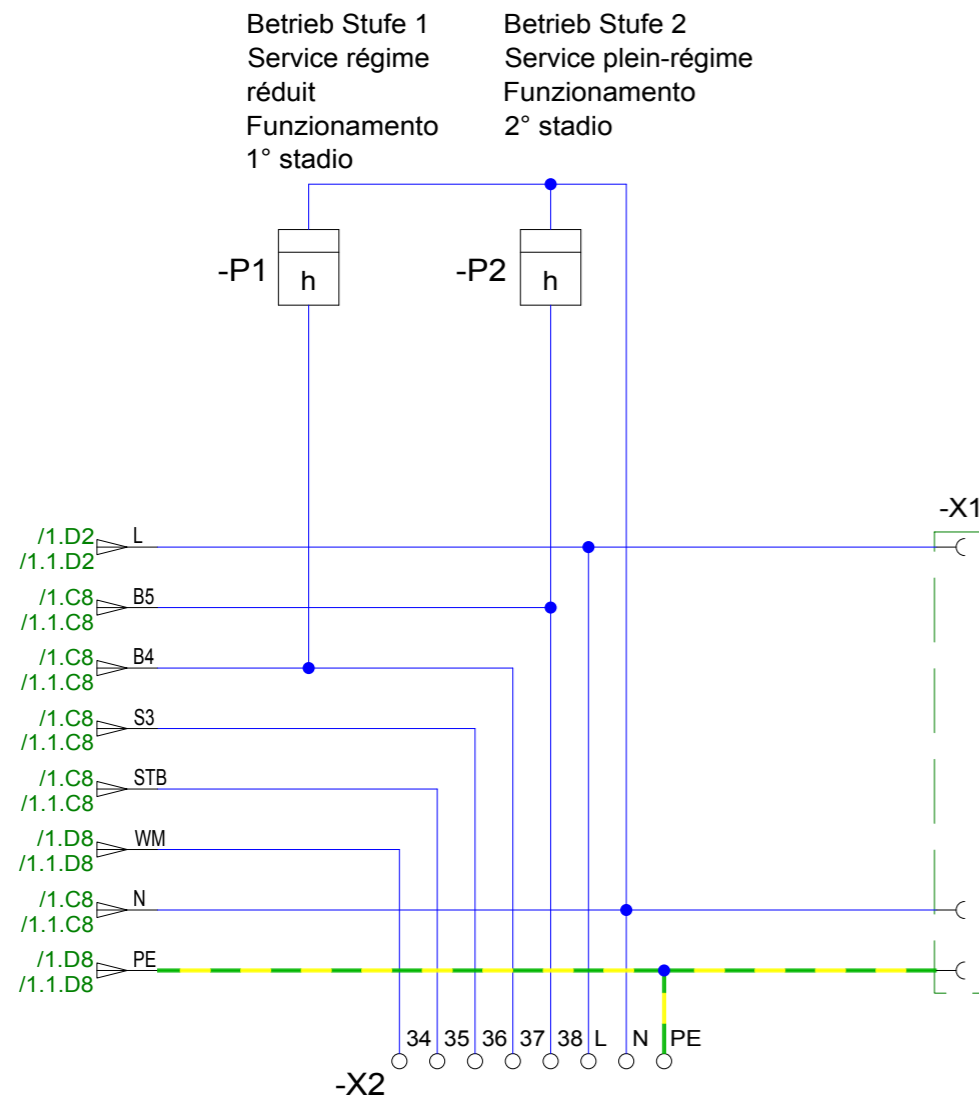 Betrieb Stufe 1
Service régime
réduit
Funzionamento
1° stadio
Betrieb Stufe 2
Service plein-régime
Funzionamento
2° stadio
-P1
h
-P2
h
-X1
/1.D2
/1.1.D2
L
/1.C8
/1.1.C8
B5
/1.C8
/1.1.C8
B4
/1.C8
/1.1.C8
S3
/1.C8
/1.1.C8
STB
/1.D8
/1.1.D8
WM
/1.C8
/1.1.C8
N
/1.D8
/1.1.D8
PE
34 35 36 37 38 L N PE
-X2